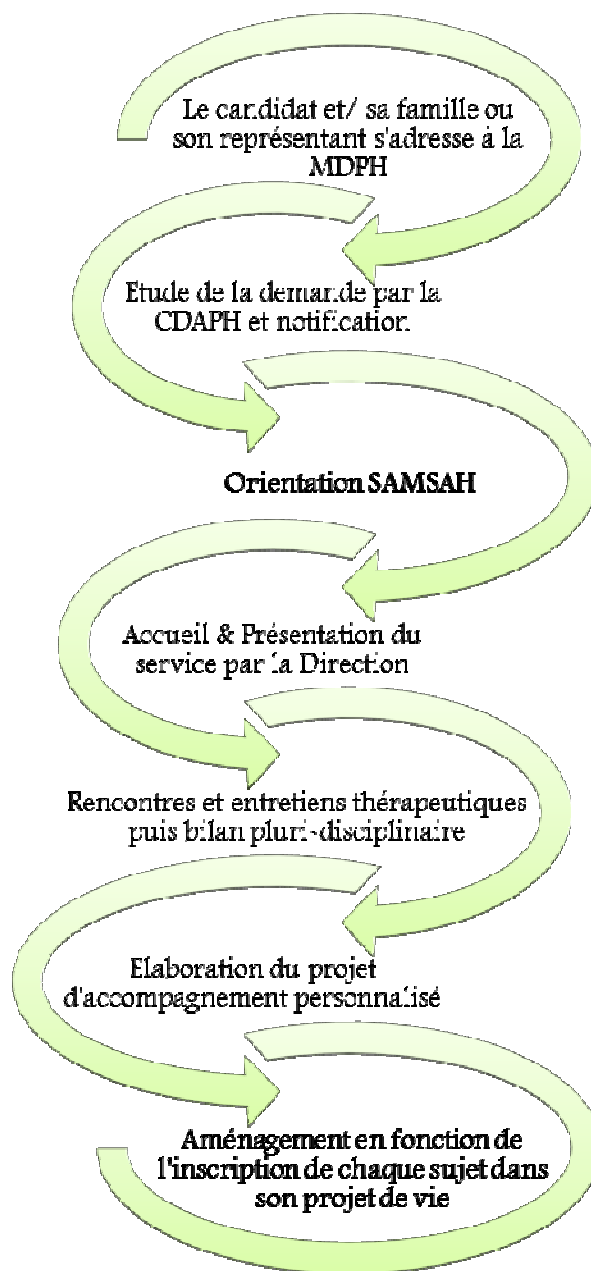 Le candidat et/ sa famille ou
son représentant s'adresse à la
MDPH
Etude de la demande par la
CDAPH et notification
Orientation SAMSAH
Accueil & Présentation du
service par la Direction
Rencontres et entretiens thérapeutiques
puis bilan pluri-disciplinaire
Elaboration du projet
d'accompagnement personnalisé
Aménagement en fonction de
l'inscription de chaque sujet dans
son projet de vie